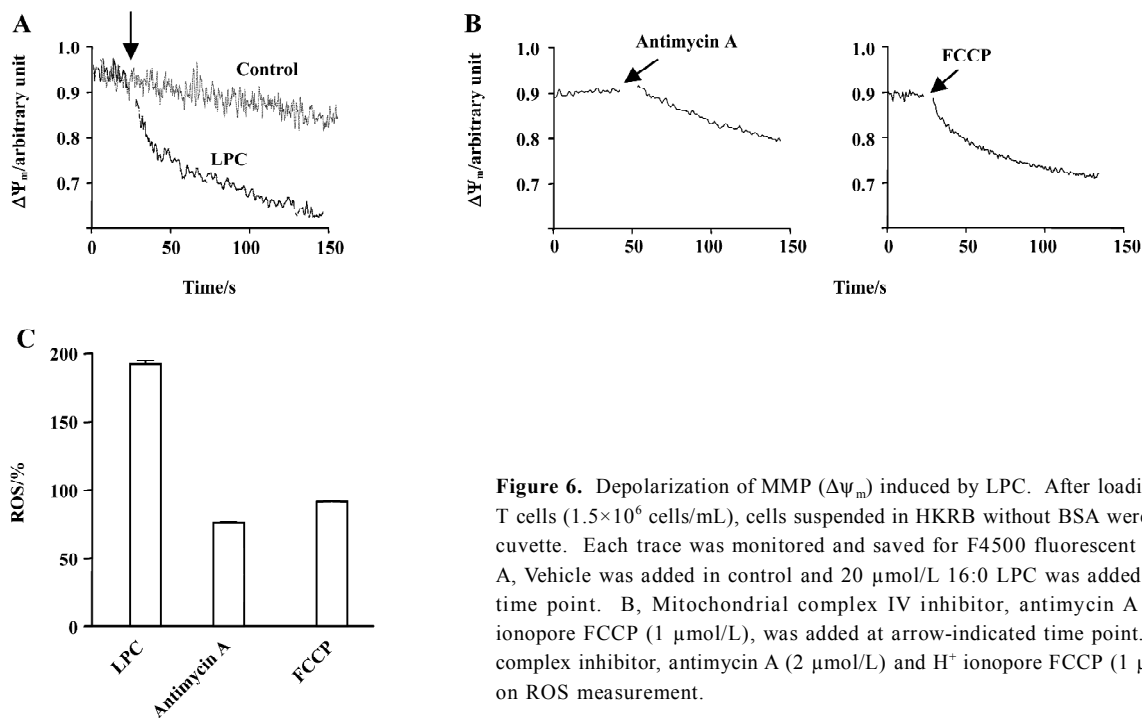 A
B
Control
LPC
1.0
0.9
0.8
0.7
0
50
100
150
ΔΨm/arbitrary unit
Time/s
Antimycin A
1.0
0.9
0.8
0.7
0
50
100
150
ΔΨm/arbitrary unit
FCCP
1.0
0.9
0.8
0.7
0
50
100
150
Time/s
C
200
150
100
50
0
ROS/%
LPC
Antimycin A
FCCP
Figure 6. Depolarization of MMP (Δψm) induced by LPC. After loadi
T cells (1.5×10⁶ cells/mL), cells suspended in HKRB without BSA were
cuvette. Each trace was monitored and saved for F4500 fluorescent
A, Vehicle was added in control and 20 µmol/L 16:0 LPC was added
time point. B, Mitochondrial complex IV inhibitor, antimycin A
ionopore FCCP (1 µmol/L), was added at arrow-indicated time point.
complex inhibitor, antimycin A (2 µmol/L) and H⁺ ionopore FCCP (1 µ
on ROS measurement.